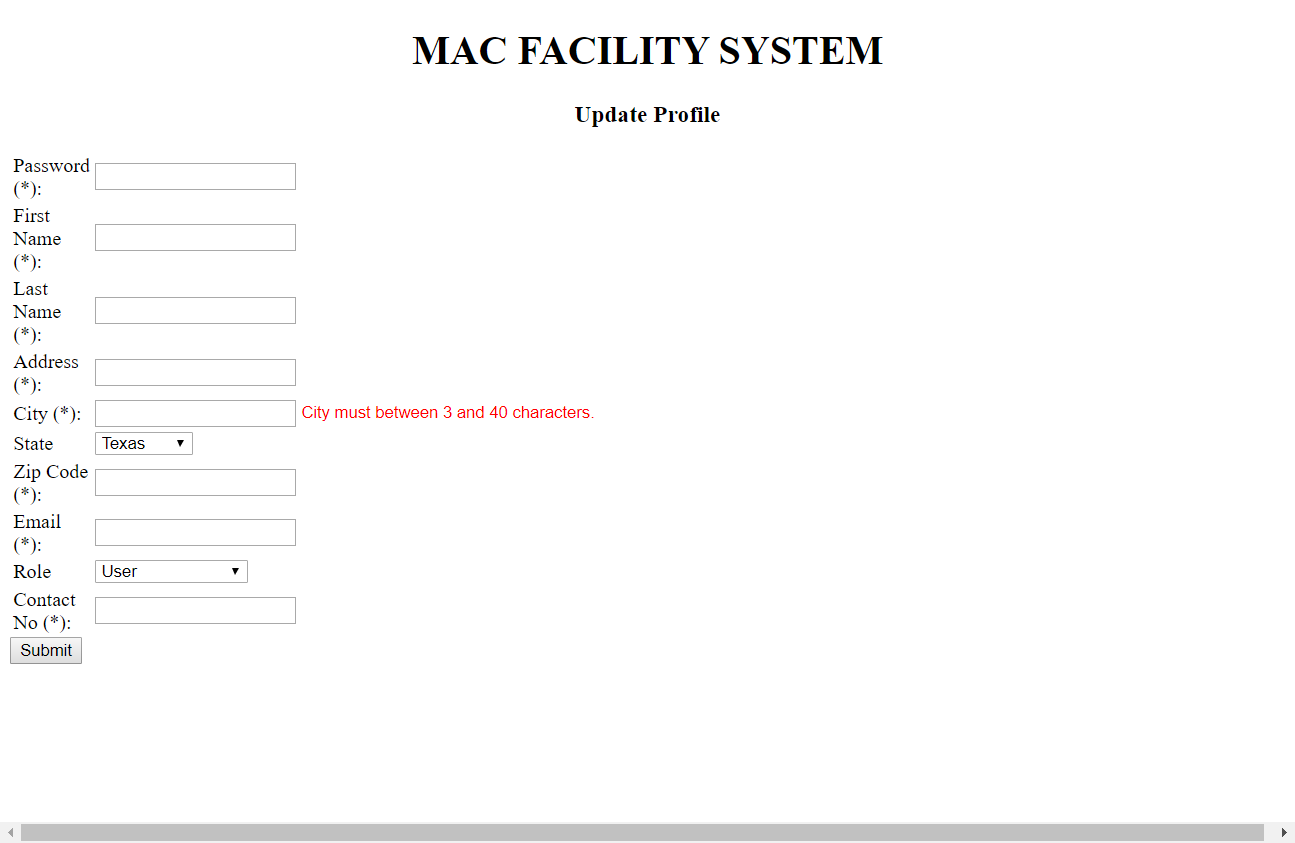 MAC FACILITY SYSTEM
Update Profile
Password
(*):
First
Name
(*):
Last
Name
(*):
Address
(*):
City (*): City must between 3 and 40 characters.
State Texas
Zip Code
(*):
Email
(*):
Role User
Contact
No (*):
Submit